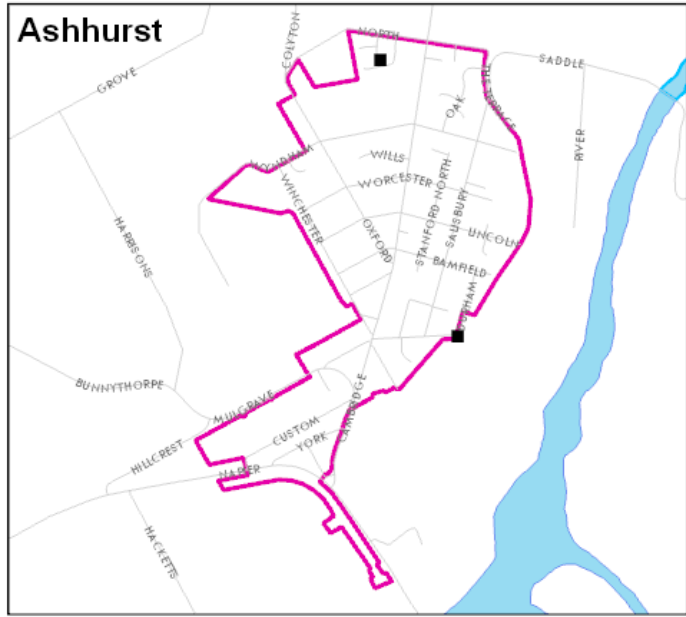 Ashhurst
COLYTON
NORTH
SADDLE
GROVE
THE TERRACE
OAK
RIVER
WYNDHAM
WILLS
WORCESTER
WINCHESTER
STANFORD NORTH
SALISBURY
HARRISONS
OXFORD
LINCOLN
BAMFIELD
DURHAM
BUNNYTHORPE
MULGRAVE
CAMBRIDGE
CUSTOM
YORK
HILLCREST
NAPIER
HACKETTS